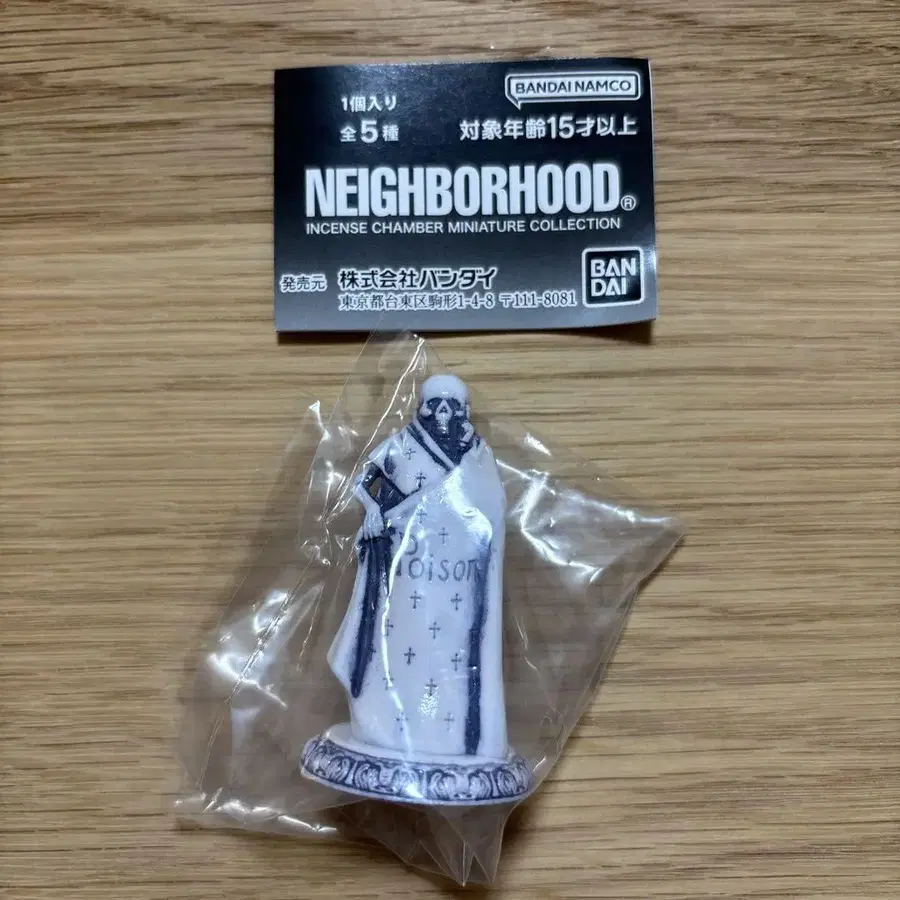 BANDAI NAMCO
1個入り
全5種
対象年齢15才以上
NEIGHBORHOOD®
INCENSE CHAMBER MINIATURE COLLECTION
発売元 株式会社バンダイ
東京都台東区駒形1-4-8 〒111-8081
BAN
DAI
Poison